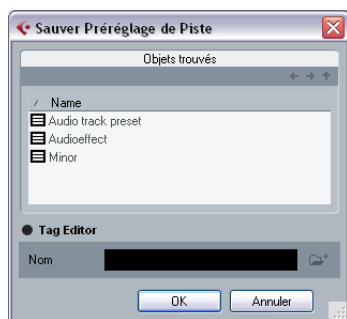 Sauver Préréglage de Piste
Objets trouvés
Name
Audio track preset
Audioeffect
Minor
Tag Editor
Nom
OK
Annuler